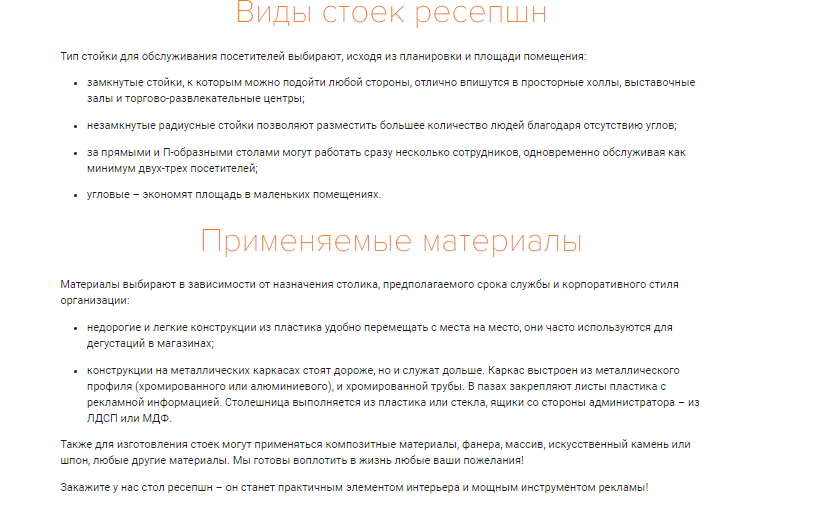 Виды стоек ресепшн
Тип стойки для обслуживания посетителей выбирают, исходя из планировки и площади помещения:
• замкнутые стойки, к которым можно подойти любой стороны, отлично впишутся в просторные холлы, выставочные
залы и торгово-развлекательные центры;
• незамкнутые радиусные стойки позволяют разместить большее количество людей благодаря отсутствию углов;
• за прямыми и П-образными столами могут работать сразу несколько сотрудников, одновременно обслуживая как
минимум двух-трех посетителей;
• угловые – экономят площадь в маленьких помещениях.
Применяемые материалы
Материалы выбирают в зависимости от назначения столика, предполагаемого срока службы и корпоративного стиля
организации:
• недорогие и легкие конструкции из пластика удобно перемещать с места на место, они часто используются для
дегустаций в магазинах;
• конструкции на металлических каркасах стоят дороже, но и служат дольше. Каркас выстроен из металлического
профиля (хромированного или алюминиевого), и хромированной трубы. В пазах закрепляют листы пластика с
рекламной информацией. Столешница выполняется из пластика или стекла, ящики со стороны администратора – из
ЛДСП или МДФ.
Также для изготовления стоек могут применяться композитные материалы, фанера, массив, искусственный камень или
шпон, любые другие материалы. Мы готовы воплотить в жизнь любые ваши пожелания!
Закажите у нас стол ресепшн – он станет практичным элементом интерьера и мощным инструментом рекламы!